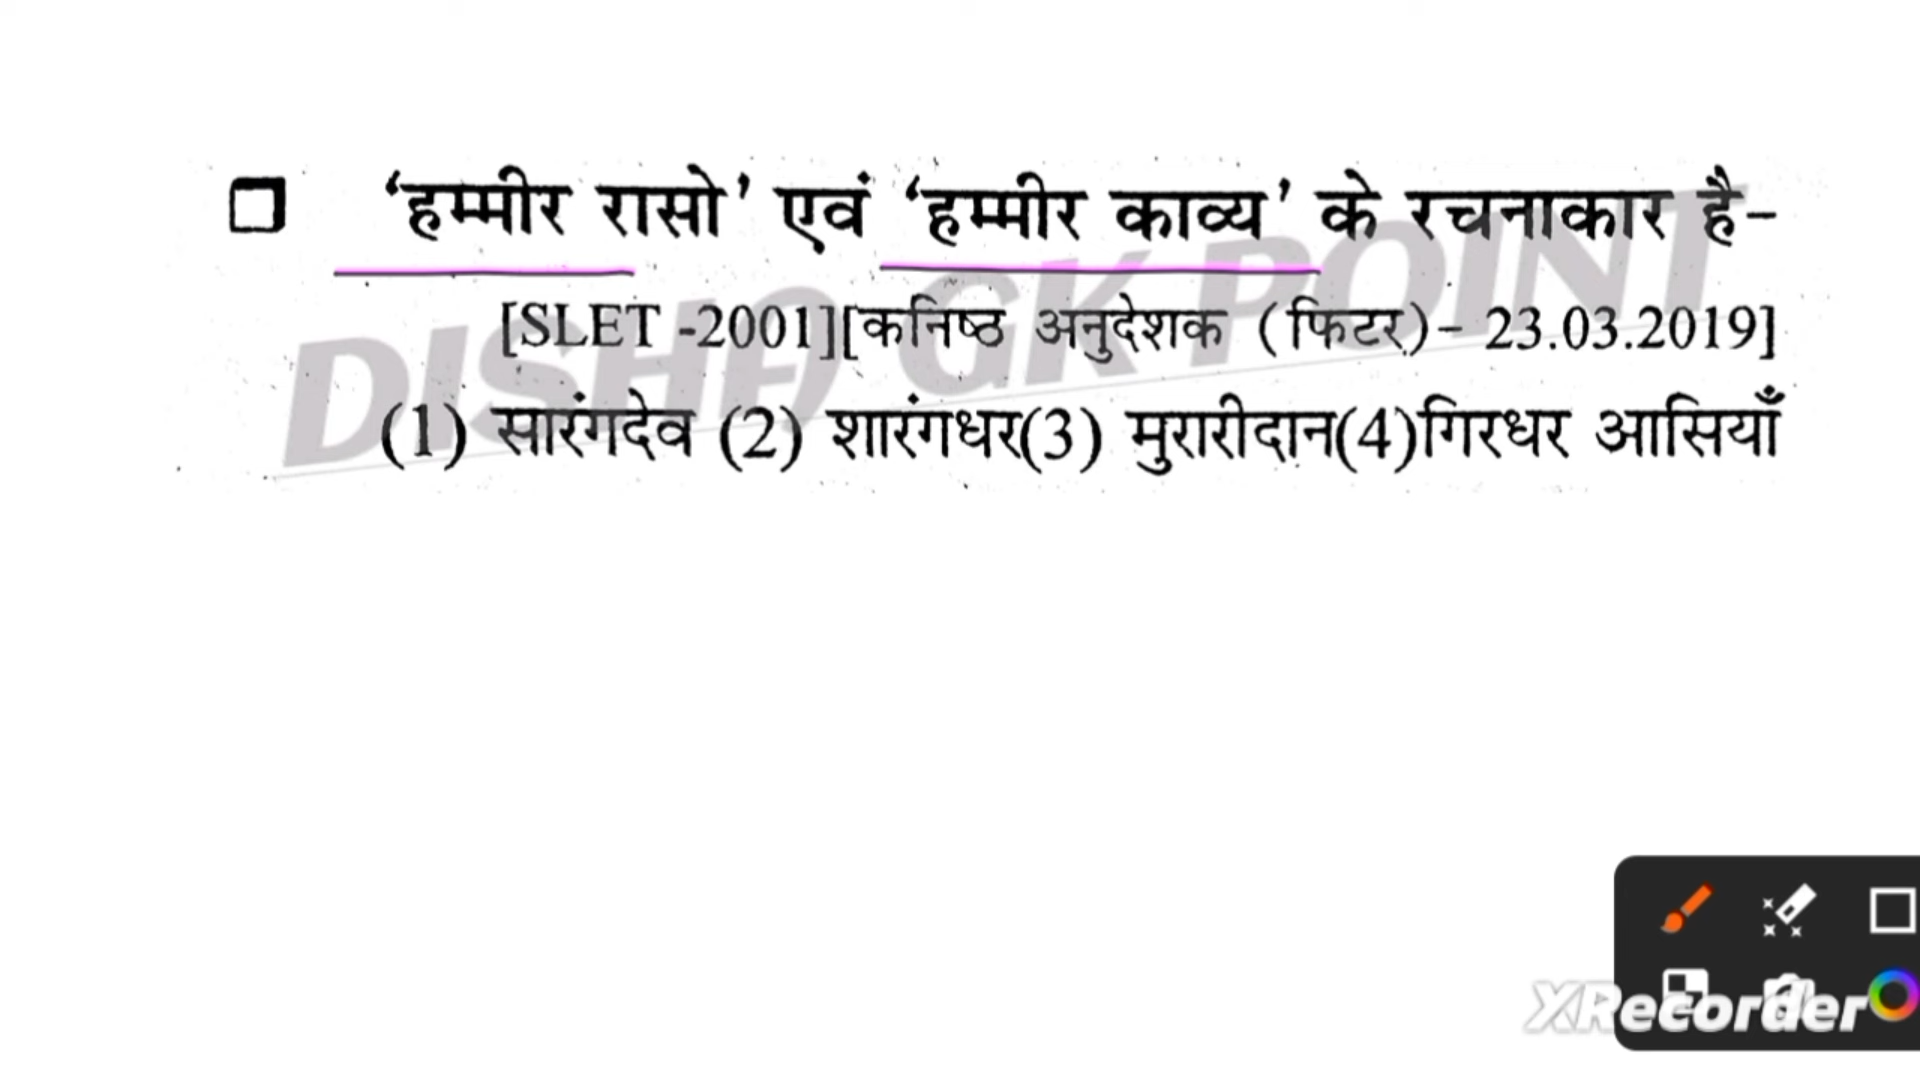 ‘हम्मीर रासो’ एवं ‘हम्मीर काव्य’ के रचनाकार है-
[SLET -2001][कनिष्ठ अनुदेशक (फिटर)- 23.03.2019]
(1) सारंगदेव (2) शारंगधर(3) मुरारीदान(4)गिरधर आसियाँ
DISHA GK POINT
XRecorder